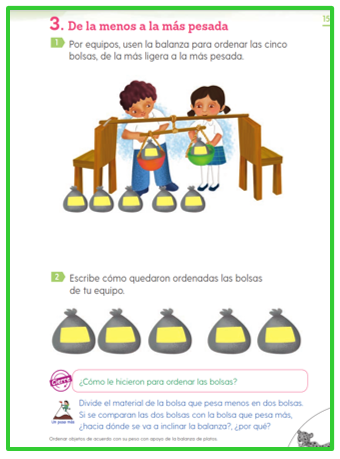 3. De la menos a la más pesada
15
1 Por equipos, usen la balanza para ordenar las cinco
bolsas, de la más ligera a la más pesada.
2 Escribe cómo quedaron ordenadas las bolsas
de tu equipo.
Cierre
¿Cómo le hicieron para ordenar las bolsas?
Un paso más
Divide el material de la bolsa que pesa menos en dos bolsas.
Si se comparan las dos bolsas con la bolsa que pesa más,
¿hacia dónde se va a inclinar la balanza?, ¿por qué?
Ordenar objetos de acuerdo con su peso con apoyo de la balanza de platos.